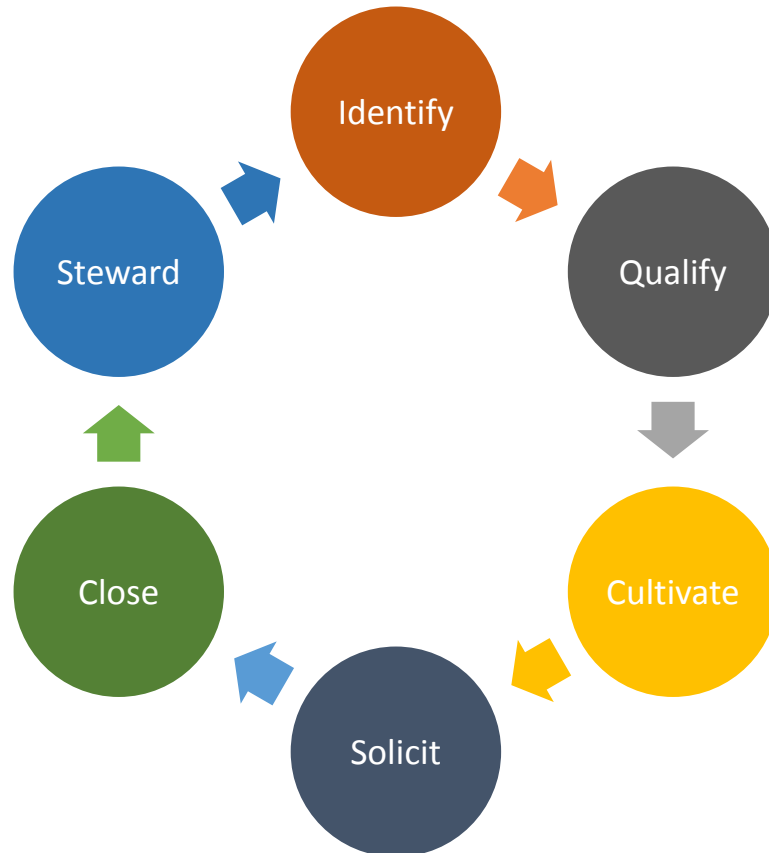 Identify
Qualify
Cultivate
Solicit
Close
Steward